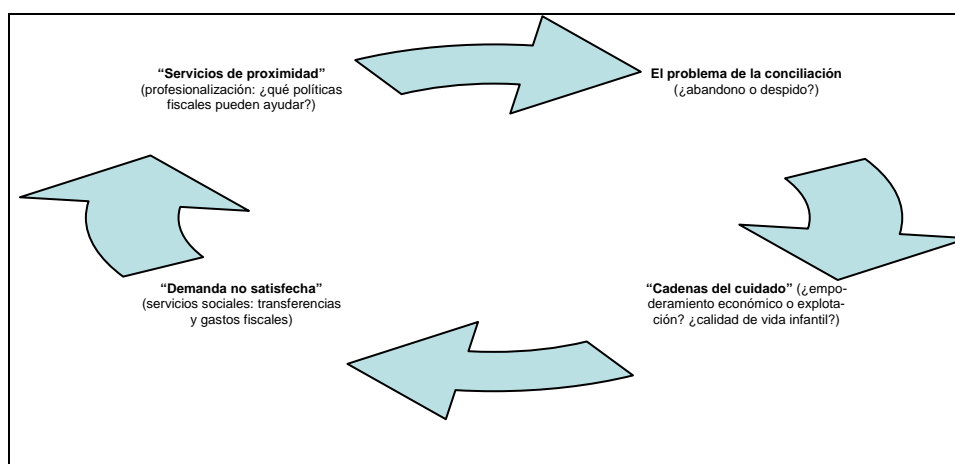 “Servicios de proximidad”
(profesionalización: ¿qué políticas
fiscales pueden ayudar?)
El problema de la conciliación
(¿abandono o despido?)
“Demanda no satisfecha”
(servicios sociales: transferencias
y gastos fiscales)
“Cadenas del cuidado” (¿empo-
deramiento económico o explota-
ción? ¿calidad de vida infantil?)